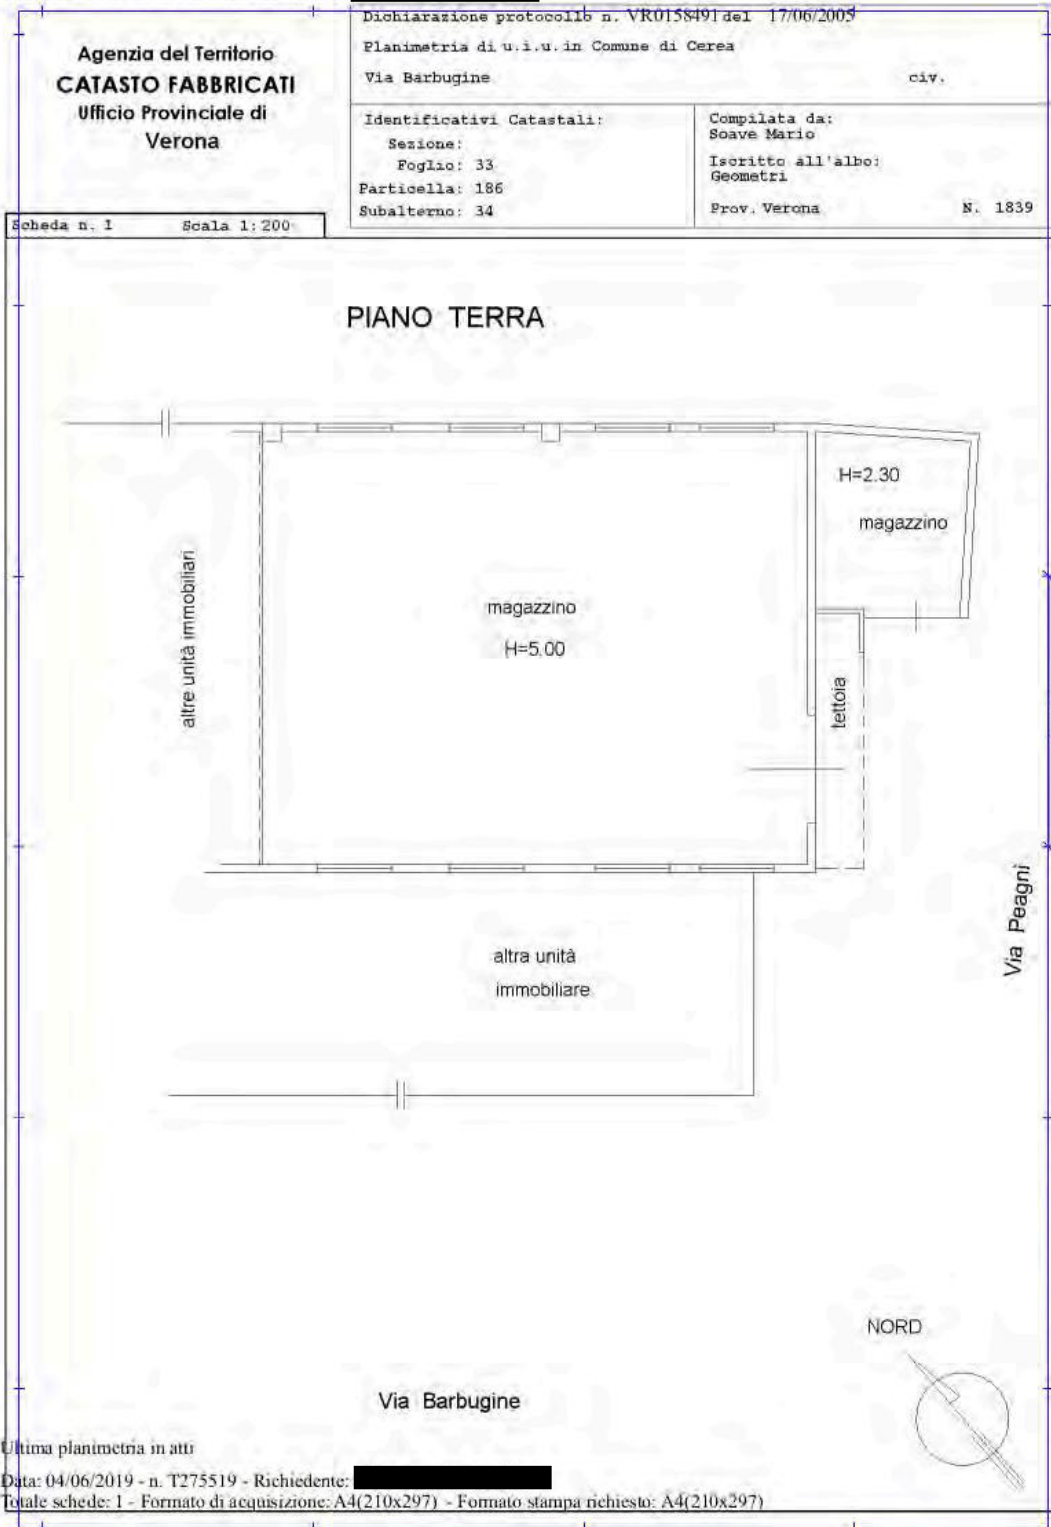 Agenzia del Territorio
CATASTO FABBRICATI
Ufficio Provinciale di
Verona
Dichiarazione protocollo n. VR0158491 del 17/06/2005
Planimetria di u.i.u. in Comune di Cerea
Via Barbugine civ.
Identificativi Catastali:
Sezione:
Foglio: 33
Particella: 186
Subalterno: 34
Compilata da:
Soave Mario
Iscritto all'albo:
Geometri
Prov. Verona N. 1839
Scheda n. 1 Scala 1:200
PIANO TERRA
H=2.30
magazzino
altre unità immobiliari
magazzino
H=5.00
tettoia
Via Peagni
altra unità
immobiliare
NORD
Via Barbugine
Ultima planimetria in atti
Data: 04/06/2019 - n. T275519 - Richiedente:
Totale schede: 1 - Formato di acquisizione: A4(210x297) - Formato stampa richiesto: A4(210x297)